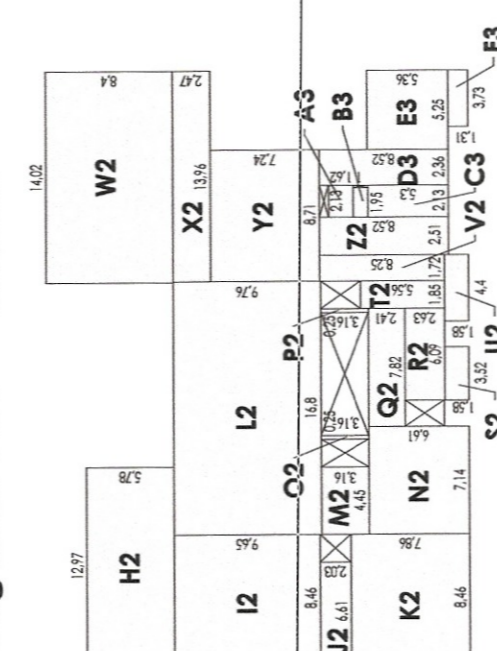 14,02
8,4
2,47
W2
X2
13,96
7,24
Y2
8,71
A3
B3
2,13
1,62
1,95
5,3
8,52
Z2
8,52
D3
2,36
2,13
C3
2,51
5,36
E3
5,25
F3
3,73
1,31
V2
8,25
1,72
9,76
L2
16,8
P2
0,25
3,16
T2
5,56
1,85
4,4
U2
1,58
2,41
2,63
Q2
7,82
R2
6,09
3,52
S2
1,58
O2
0,25
3,16
M2
3,16
4,45
N2
6,61
7,14
5,78
H2
12,97
9,65
I2
8,46
2,03
J2
6,61
7,86
K2
8,46